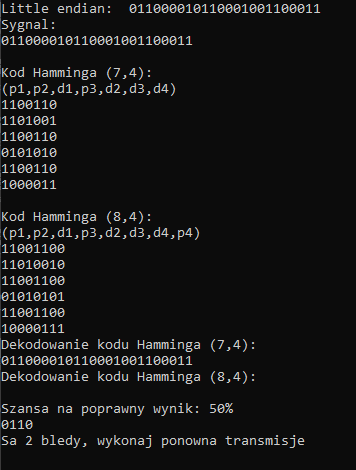 Little endian:  011000010110001001100011
Sygnal:
011000010110001001100011
Kod Hamminga (7,4):
(p1,p2,d1,p3,d2,d3,d4)
1100110
1101001
1100110
0101010
1100110
1000011
Kod Hamminga (8,4):
(p1,p2,d1,p3,d2,d3,d4,p4)
11001100
11010010
11001100
01010101
11001100
10000111
Dekodowanie kodu Hamminga (7,4):
011000010110001001100011
Dekodowanie kodu Hamminga (8,4):
Szansa na poprawny wynik: 50%
0110
Sa 2 bledy, wykonaj ponowna transmisje